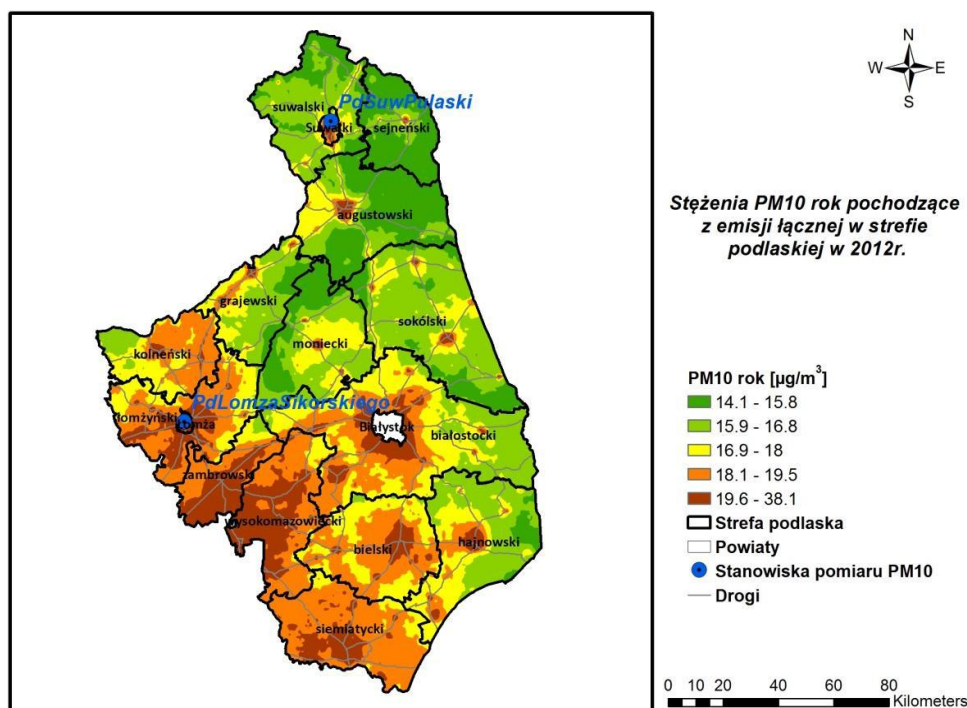 N
W E
S
Stężenia PM10 rok pochodzące
z emisji łącznej w strefie
podlaskiej w 2012r.
PM10 rok [µg/m³]
14.1 - 15.8
15.9 - 16.8
16.9 - 18
18.1 - 19.5
19.6 - 38.1
Strefa podlaska
Powiaty
Stanowiska pomiaru PM10
Drogi
0 10 20 40 60 80
Kilometers
suwalski
PdSuwPulaski
Suwałki
sejneński
augustowski
grajewski
sokólski
moniecki
kolneński
PdLomzaSikorskiego
łomżyński
Łomża
Białystok
białostocki
zambrowski
wysokomazowiecki
bielski
hajnowski
siemiatycki